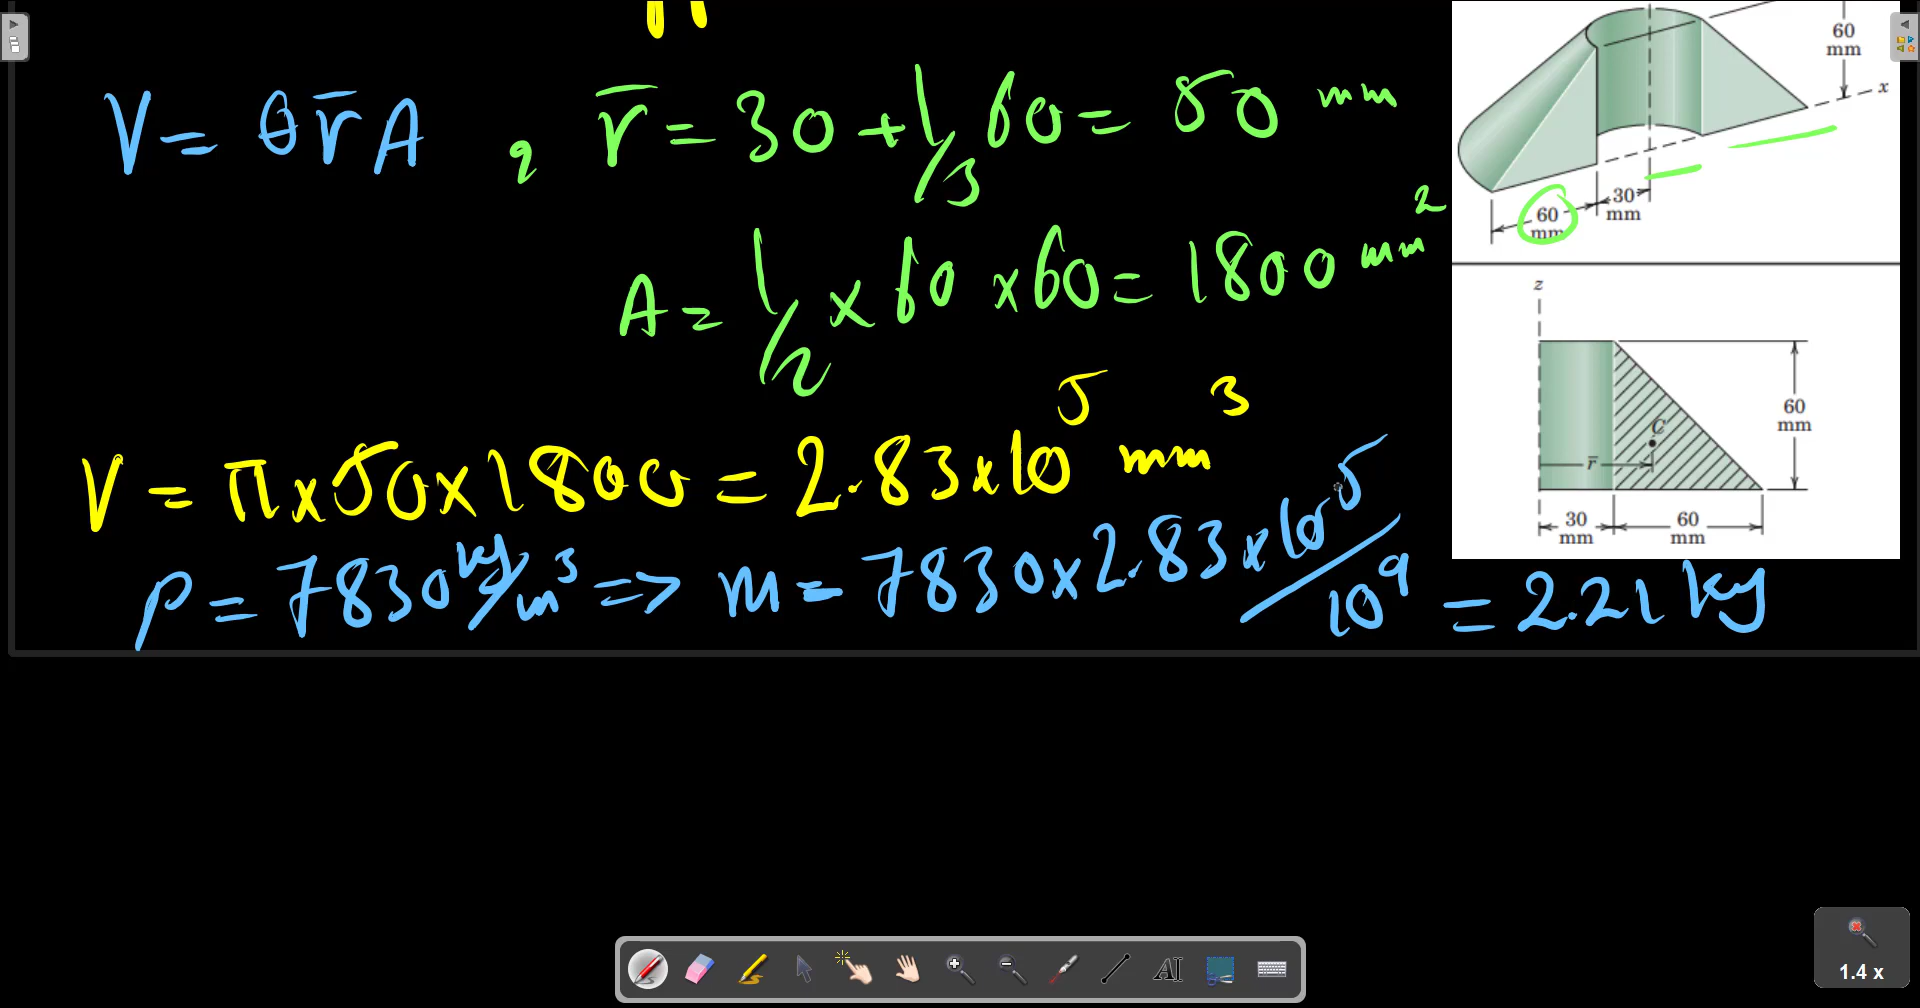 V = θ r̄ A , r̄ = 30 + 1/3 60 = 50 mm
A = 1/2 x 60 x 60 = 1800 mm²
V = π x 50 x 1800 = 2.83 x 10⁵ mm³
ρ = 7830 kg/m³ => m = 7830 x 2.83 x 10⁵ / 10⁹ = 2.21 kg
60
mm
x
30
mm
60
mm
z
60
mm
C
r̄
30
mm
60
mm
AI
1.4 x